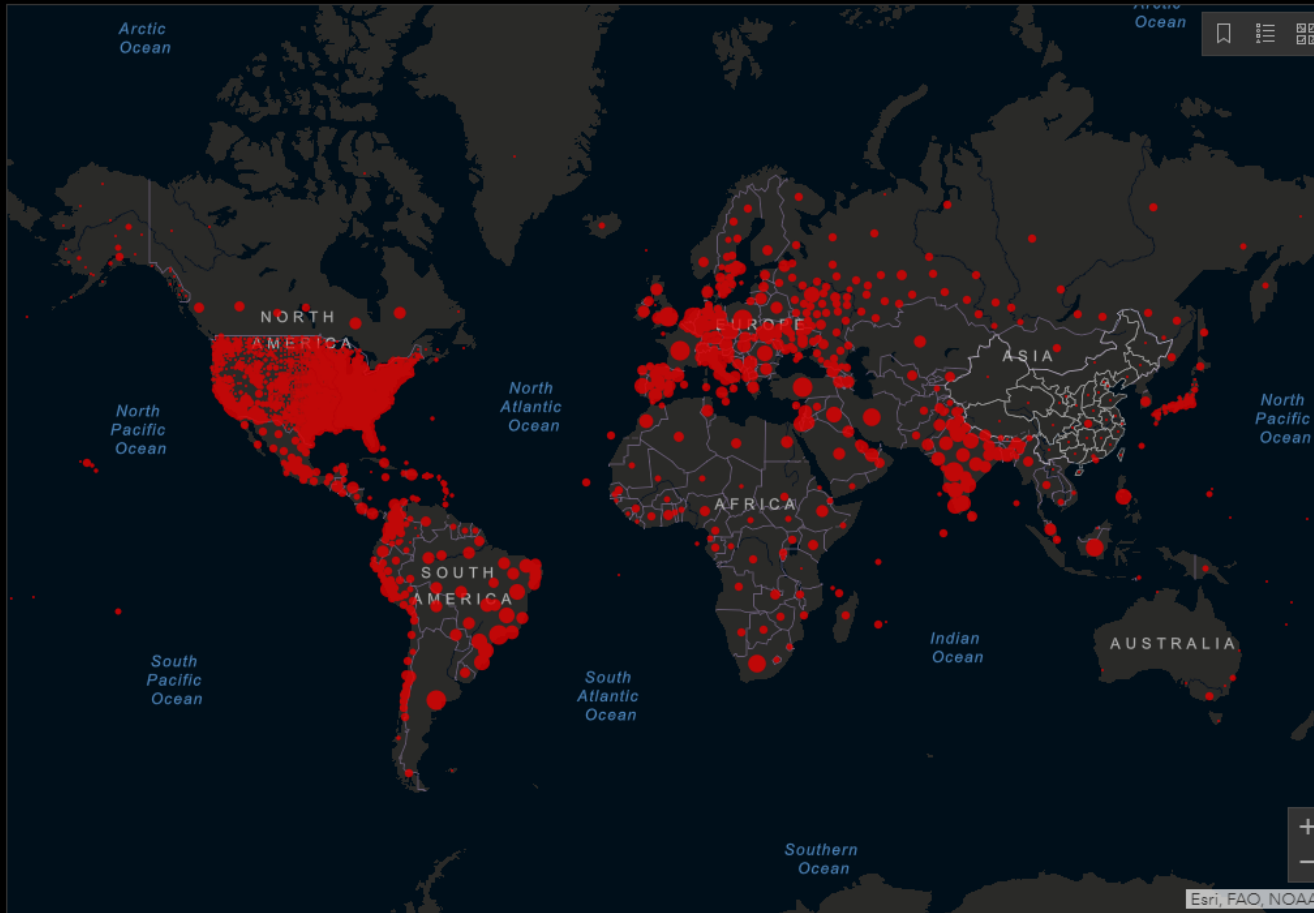 Arctic
Ocean
Arctic
Ocean
NORTH
AMERICA
EUROPE
ASIA
North
Pacific
Ocean
North
Atlantic
Ocean
North
Pacific
Ocean
AFRICA
SOUTH
AMERICA
Indian
Ocean
AUSTRALIA
South
Pacific
Ocean
South
Atlantic
Ocean
Southern
Ocean
Esri, FAO, NOAA